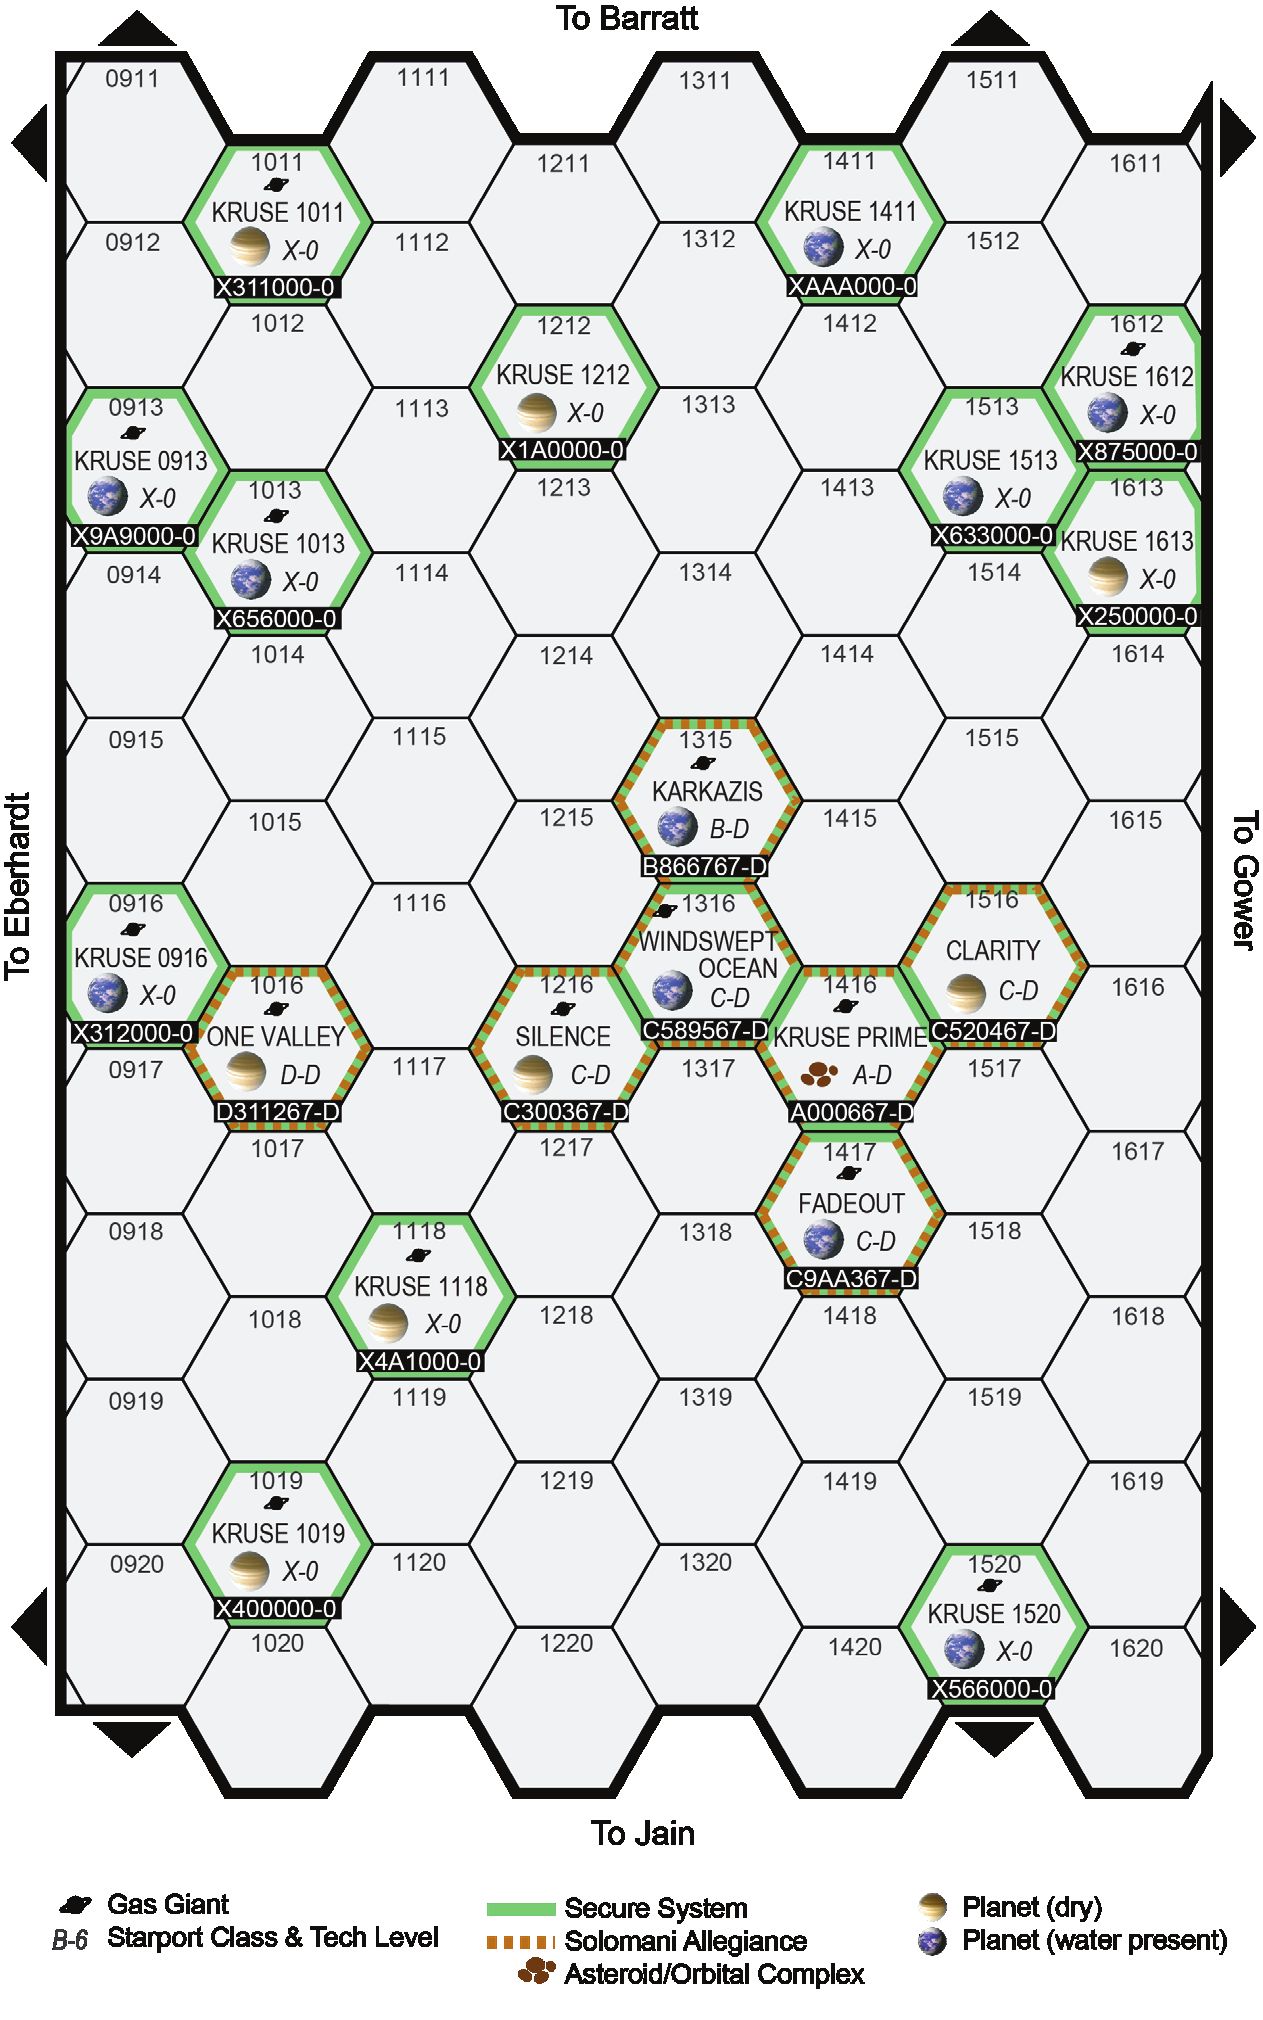 To Barratt
0911
1111
1311
1511
1011
KRUSE 1011
X-0
X311000-0
1211
1411
KRUSE 1411
X-0
XAAA000-0
1611
0912
1112
1312
1512
1012
1212
KRUSE 1212
X-0
X1A0000-0
1412
1612
KRUSE 1612
X-0
X875000-0
0913
KRUSE 0913
X-0
X9A9000-0
1113
1313
1513
KRUSE 1513
X-0
X633000-0
1013
KRUSE 1013
X-0
X656000-0
1213
1413
1613
KRUSE 1613
X-0
X250000-0
0914
1114
1314
1514
1014
1214
1414
1614
0915
1115
1315
KARKAZIS
B-D
B866767-D
1515
1015
1215
1415
1615
To Eberhardt
To Gower
0916
KRUSE 0916
X-0
X312000-0
1116
1316
WINDSWEPT
OCEAN
C-D
C589567-D
1516
CLARITY
C-D
C520467-D
1016
ONE VALLEY
D-D
D311267-D
1216
SILENCE
C-D
C300367-D
1416
KRUSE PRIME
A-D
A000667-D
1616
0917
1117
1317
1517
1017
1217
1417
FADEOUT
C-D
C9AA367-D
1617
0918
1118
KRUSE 1118
X-0
X4A1000-0
1318
1518
1018
1218
1418
1618
0919
1119
1319
1519
1019
KRUSE 1019
X-0
X400000-0
1219
1419
1619
0920
1120
1320
1520
KRUSE 1520
X-0
X566000-0
1020
1220
1420
1620
To Jain
Gas Giant
B-6 Starport Class & Tech Level
Secure System
Solomani Allegiance
Asteroid/Orbital Complex
Planet (dry)
Planet (water present)